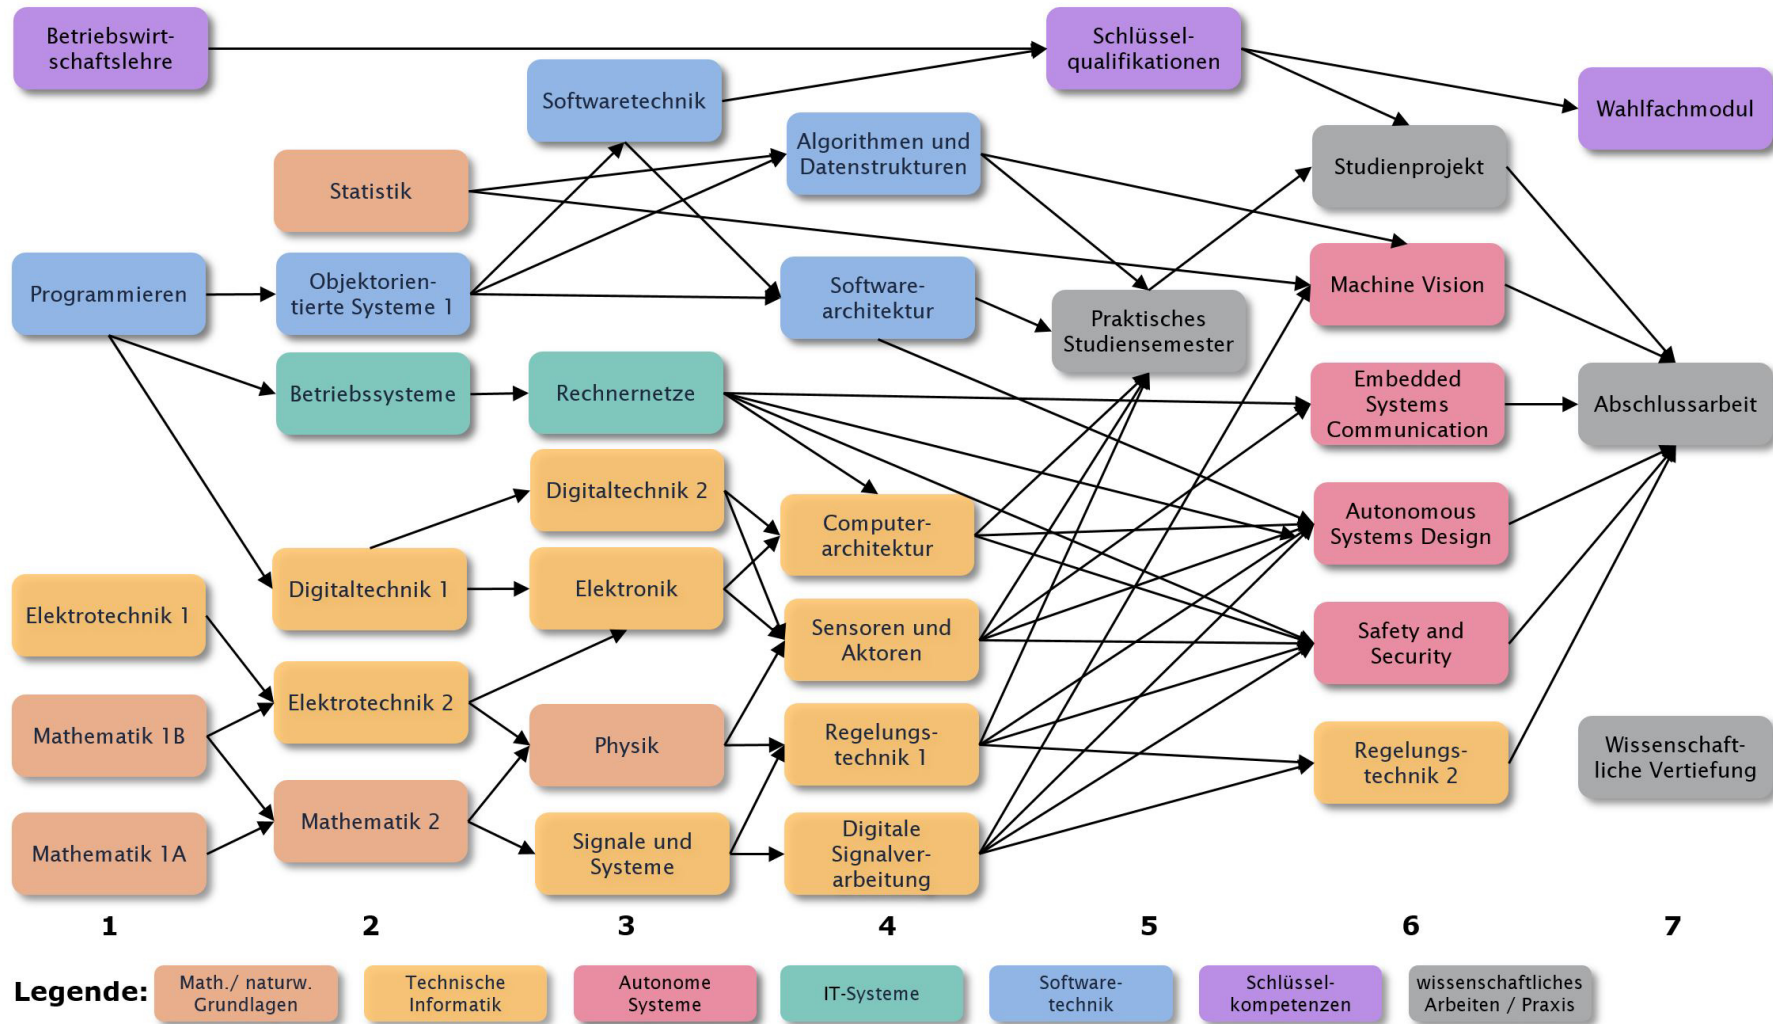 Betriebswirt-
schaftslehre
Programmieren
Elektrotechnik 1
Mathematik 1B
Mathematik 1A
1
Statistik
Objektorien-
tierte Systeme 1
Betriebssysteme
Digitaltechnik 1
Elektrotechnik 2
Mathematik 2
2
Softwaretechnik
Rechnernetze
Digitaltechnik 2
Elektronik
Physik
Signale und
Systeme
3
Algorithmen und
Datenstrukturen
Software-
architektur
Computer-
architektur
Sensoren und
Aktoren
Regelungs-
technik 1
Digitale
Signalver-
arbeitung
4
Schlüssel-
qualifikationen
Praktisches
Studiensemester
5
Studienprojekt
Machine Vision
Embedded
Systems
Communication
Autonomous
Systems Design
Safety and
Security
Regelungs-
technik 2
6
Wahlfachmodul
Abschlussarbeit
Wissenschaft-
liche Vertiefung
7
Legende:
Math./ naturw.
Grundlagen
Technische
Informatik
Autonome
Systeme
IT-Systeme
Software-
technik
Schlüssel-
kompetenzen
wissenschaftliches
Arbeiten / Praxis